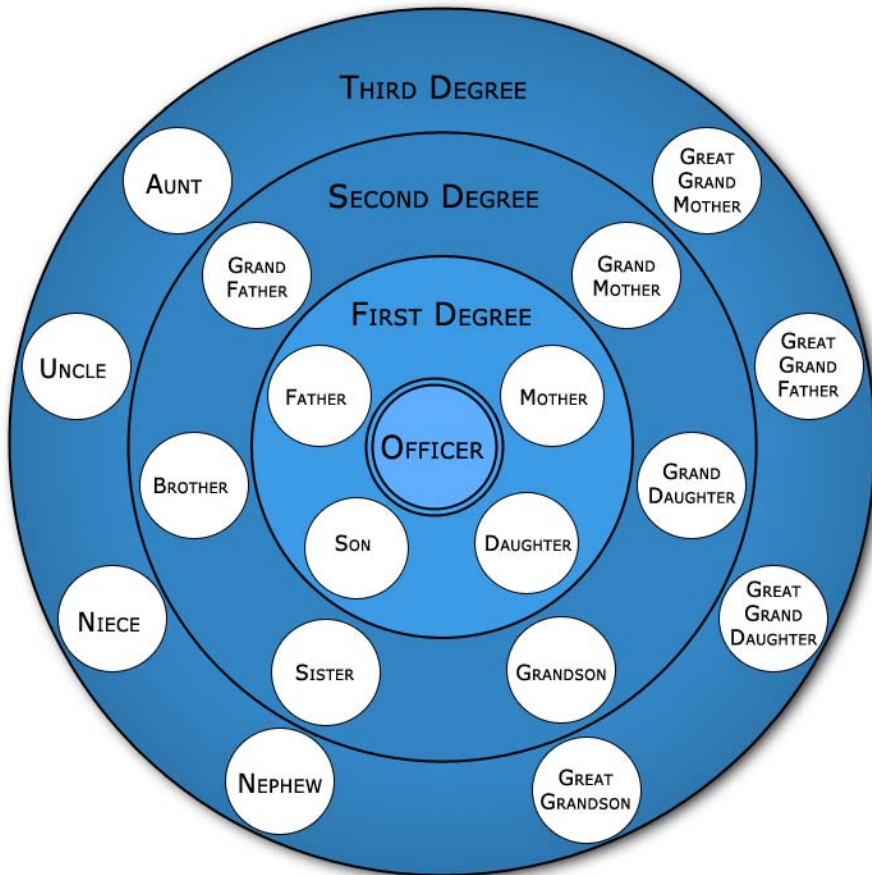 THIRD DEGREE
AUNT
GREAT
GRAND
MOTHER
SECOND DEGREE
GRAND
FATHER
GRAND
MOTHER
FIRST DEGREE
UNCLE
GREAT
GRAND
FATHER
FATHER
MOTHER
OFFICER
BROTHER
GRAND
DAUGHTER
SON
DAUGHTER
NIECE
GREAT
GRAND
DAUGHTER
SISTER
GRANDSON
NEPHEW
GREAT
GRANDSON